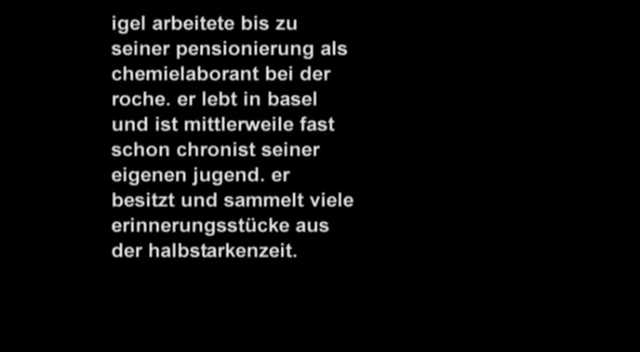 igel arbeitete bis zu
seiner pensionierung als
chemielaborant bei der
roche. er lebt in basel
und ist mittlerweile fast
schon chronist seiner
eigenen jugend. er
besitzt und sammelt viele
erinnerungsstücke aus
der halbstarkenzeit.